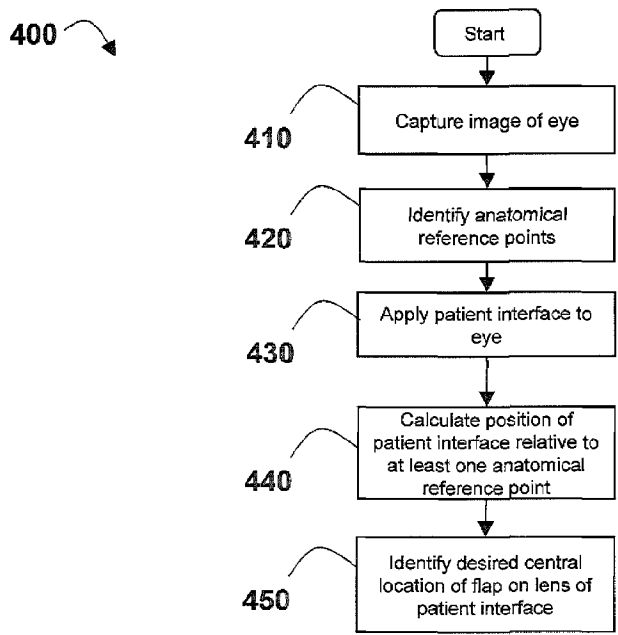 400
Start
410
Capture image of eye
420
Identify anatomical
reference points
430
Apply patient interface to
eye
440
Calculate position of
patient interface relative to
at least one anatomical
reference point
450
Identify desired central
location of flap on lens of
patient interface